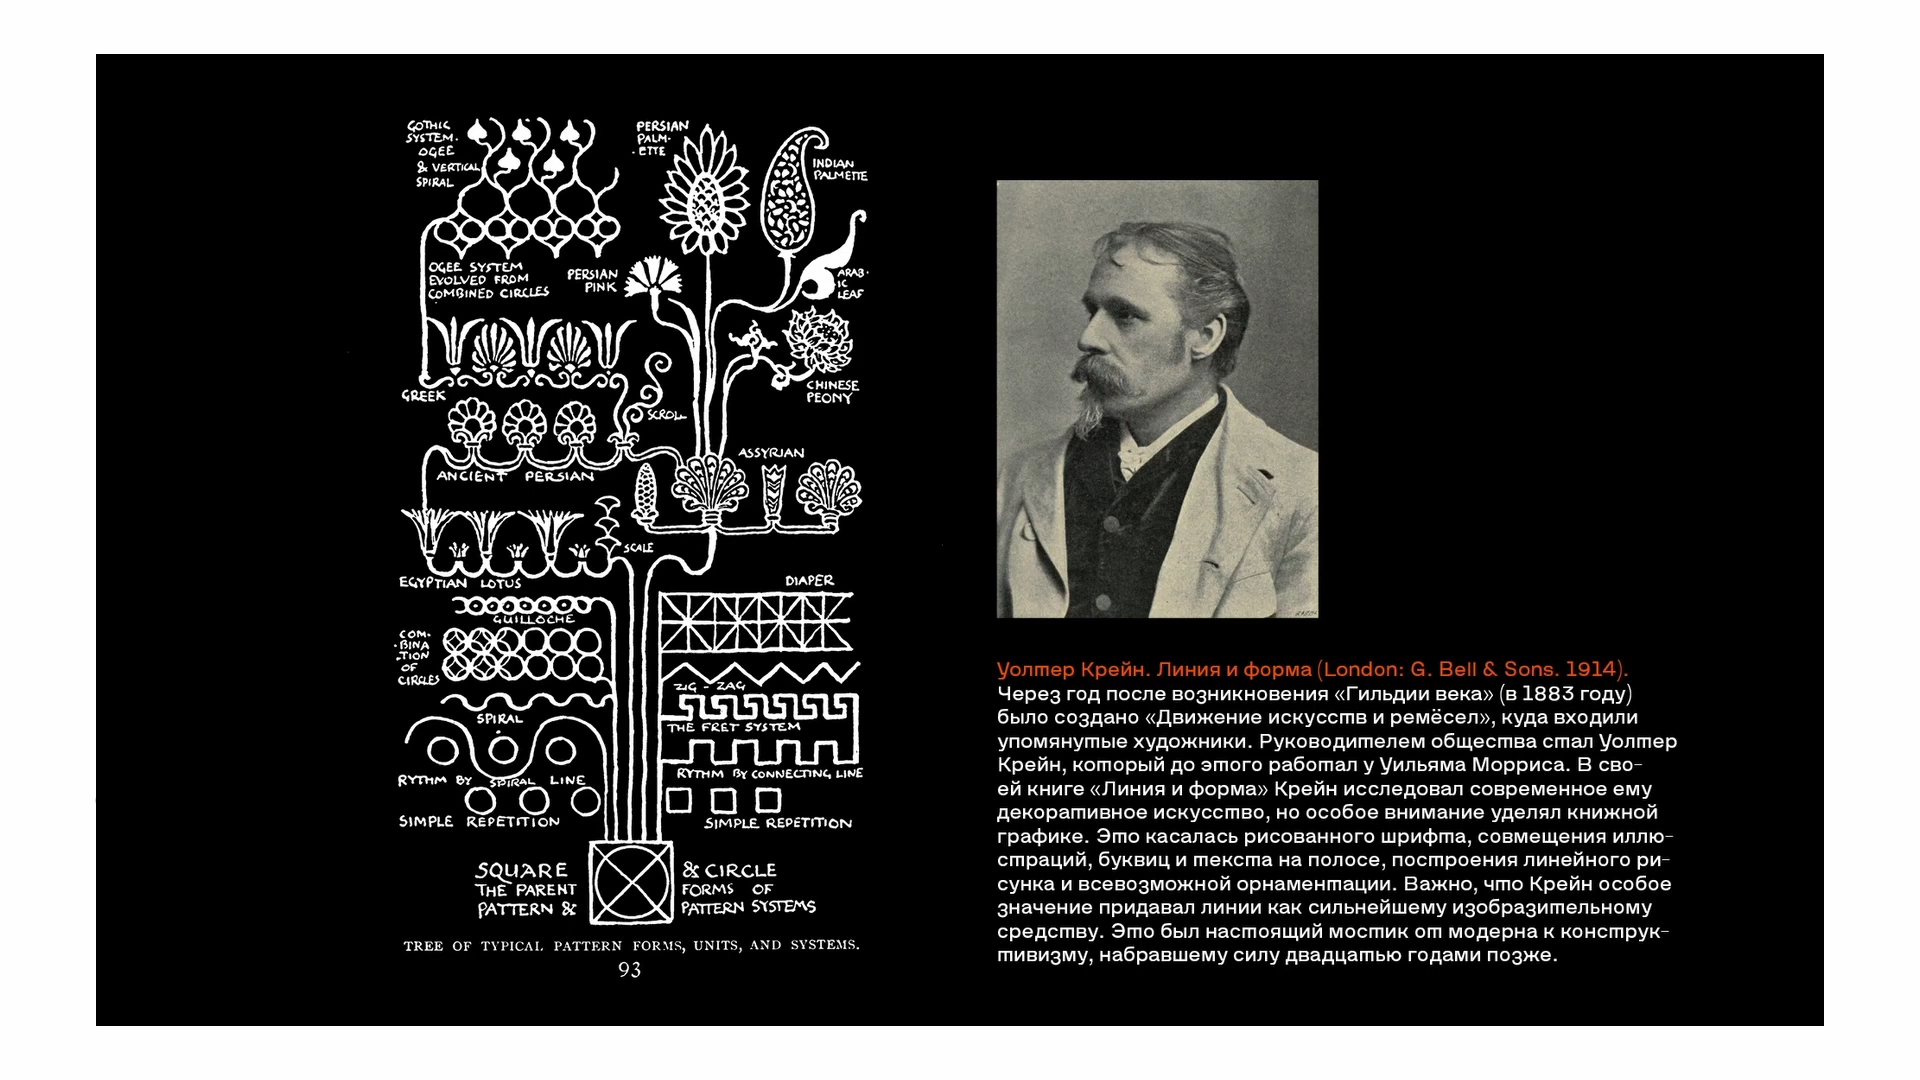 GOTHIC
SYSTEM.
OGEE
& VERTICAL
SPIRAL
PERSIAN
PALM-
-ETTE
INDIAN
PALMETTE
OGEE SYSTEM
EVOLVED FROM
COMBINED CIRCLES
PERSIAN
PINK
ARAB-
IC
LEAF
GREEK
SCROLL
CHINESE
PEONY
ANCIENT PERSIAN
ASSYRIAN
EGYPTIAN LOTUS
SCALE
DIAPER
GUILLOCHE
COM-
-BINA
-TION
OF
CIRCLES
ZIG-ZAG
SPIRAL
THE FRET SYSTEM
RYTHM BY SPIRAL LINE
RYTHM BY CONNECTING LINE
SIMPLE REPETITION
SIMPLE REPETITION
SQUARE & CIRCLE
THE PARENT FORMS OF
PATTERN & PATTERN SYSTEMS
TREE OF TYPICAL PATTERN FORMS, UNITS, AND SYSTEMS.
93
Уолтер Крейн. Линия и форма (London: G. Bell & Sons. 1914).
Через год после возникновения «Гильдии века» (в 1883 году)
было создано «Движение искусств и ремёсел», куда входили
упомянутые художники. Руководителем общества стал Уолтер
Крейн, который до этого работал у Уильяма Морриса. В сво-
ей книге «Линия и форма» Крейн исследовал современное ему
декоративное искусство, но особое внимание уделял книжной
графике. Это касалась рисованного шрифта, совмещения иллю-
страций, буквиц и текста на полосе, построения линейного ри-
сунка и всевозможной орнаментации. Важно, что Крейн особое
значение придавал линии как сильнейшему изобразительному
средству. Это был настоящий мостик от модерна к конструк-
тивизму, набравшему силу двадцатью годами позже.